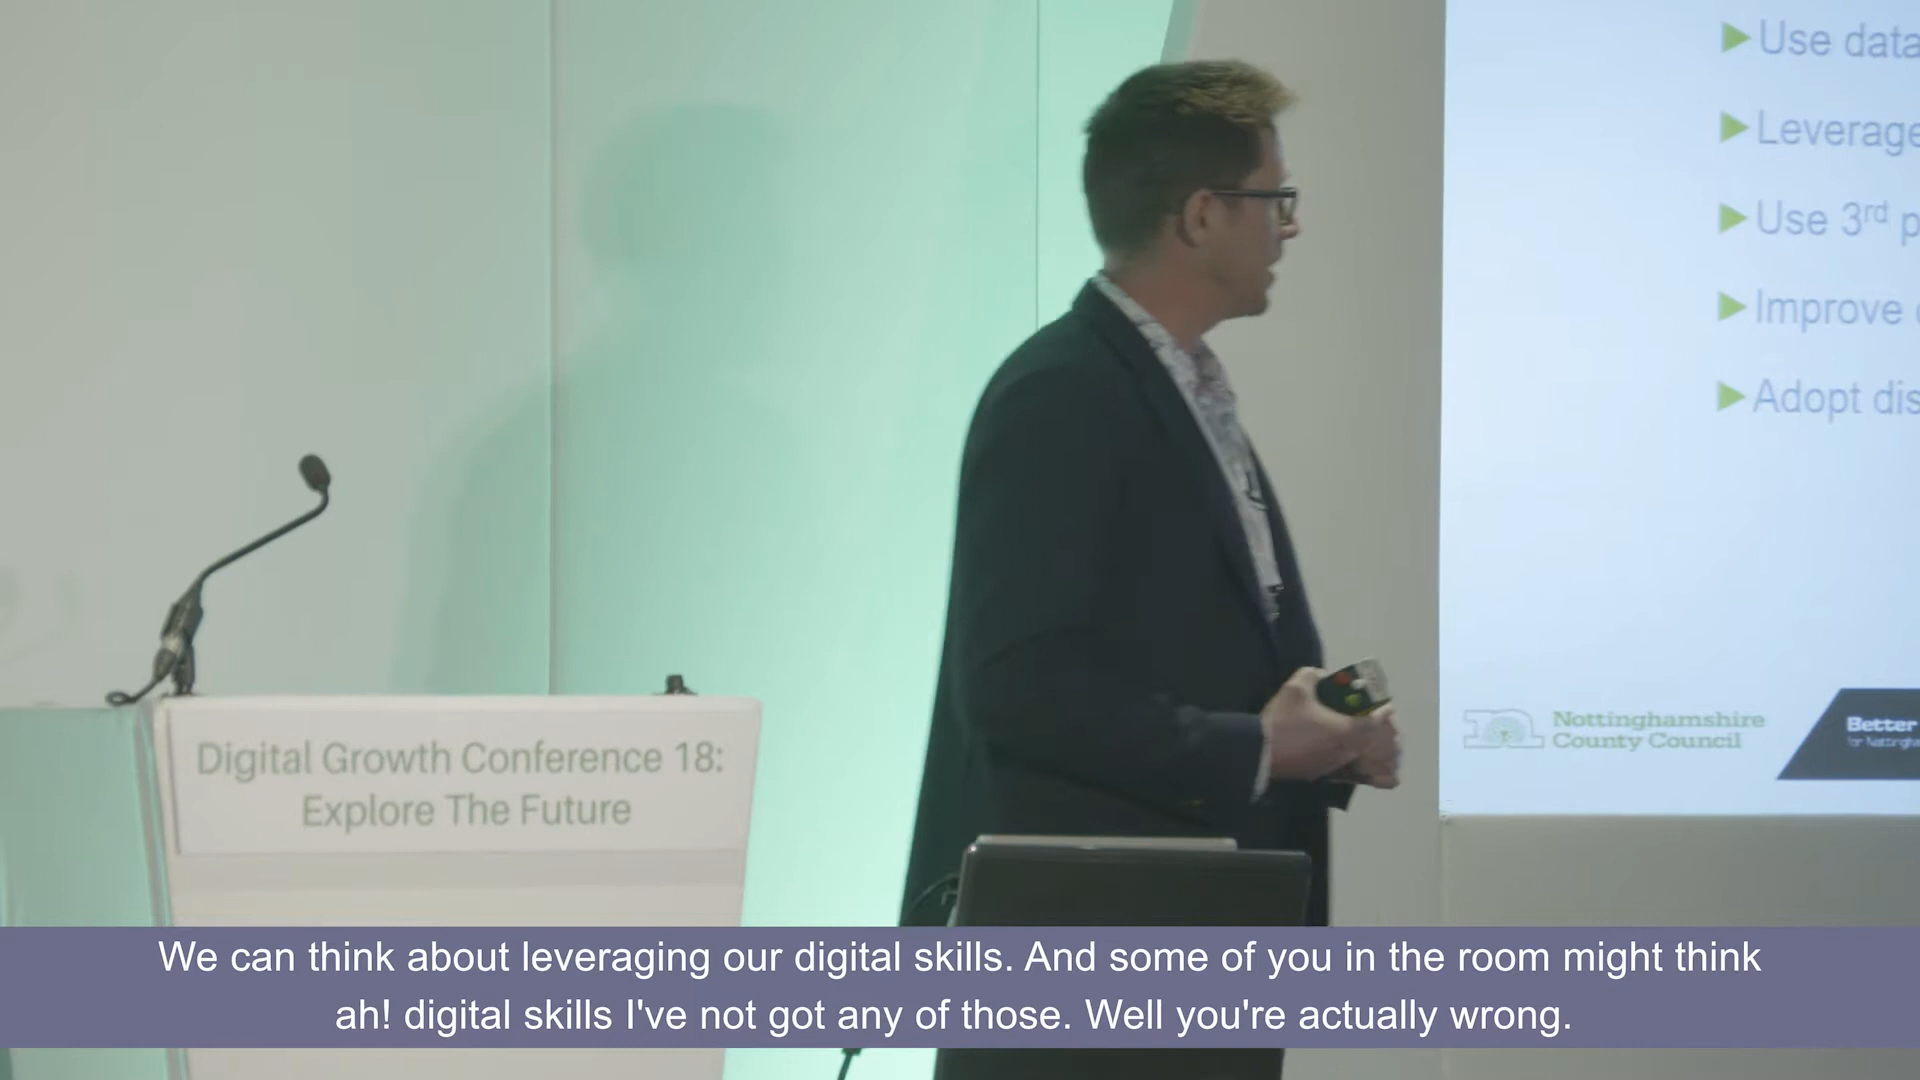 Use data
Leverage
Use 3rd p
Improve
Adopt dis
Nottinghamshire
County Council
Better
Digital Growth Conference 18:
Explore The Future
We can think about leveraging our digital skills. And some of you in the room might think
ah! digital skills I've not got any of those. Well you're actually wrong.